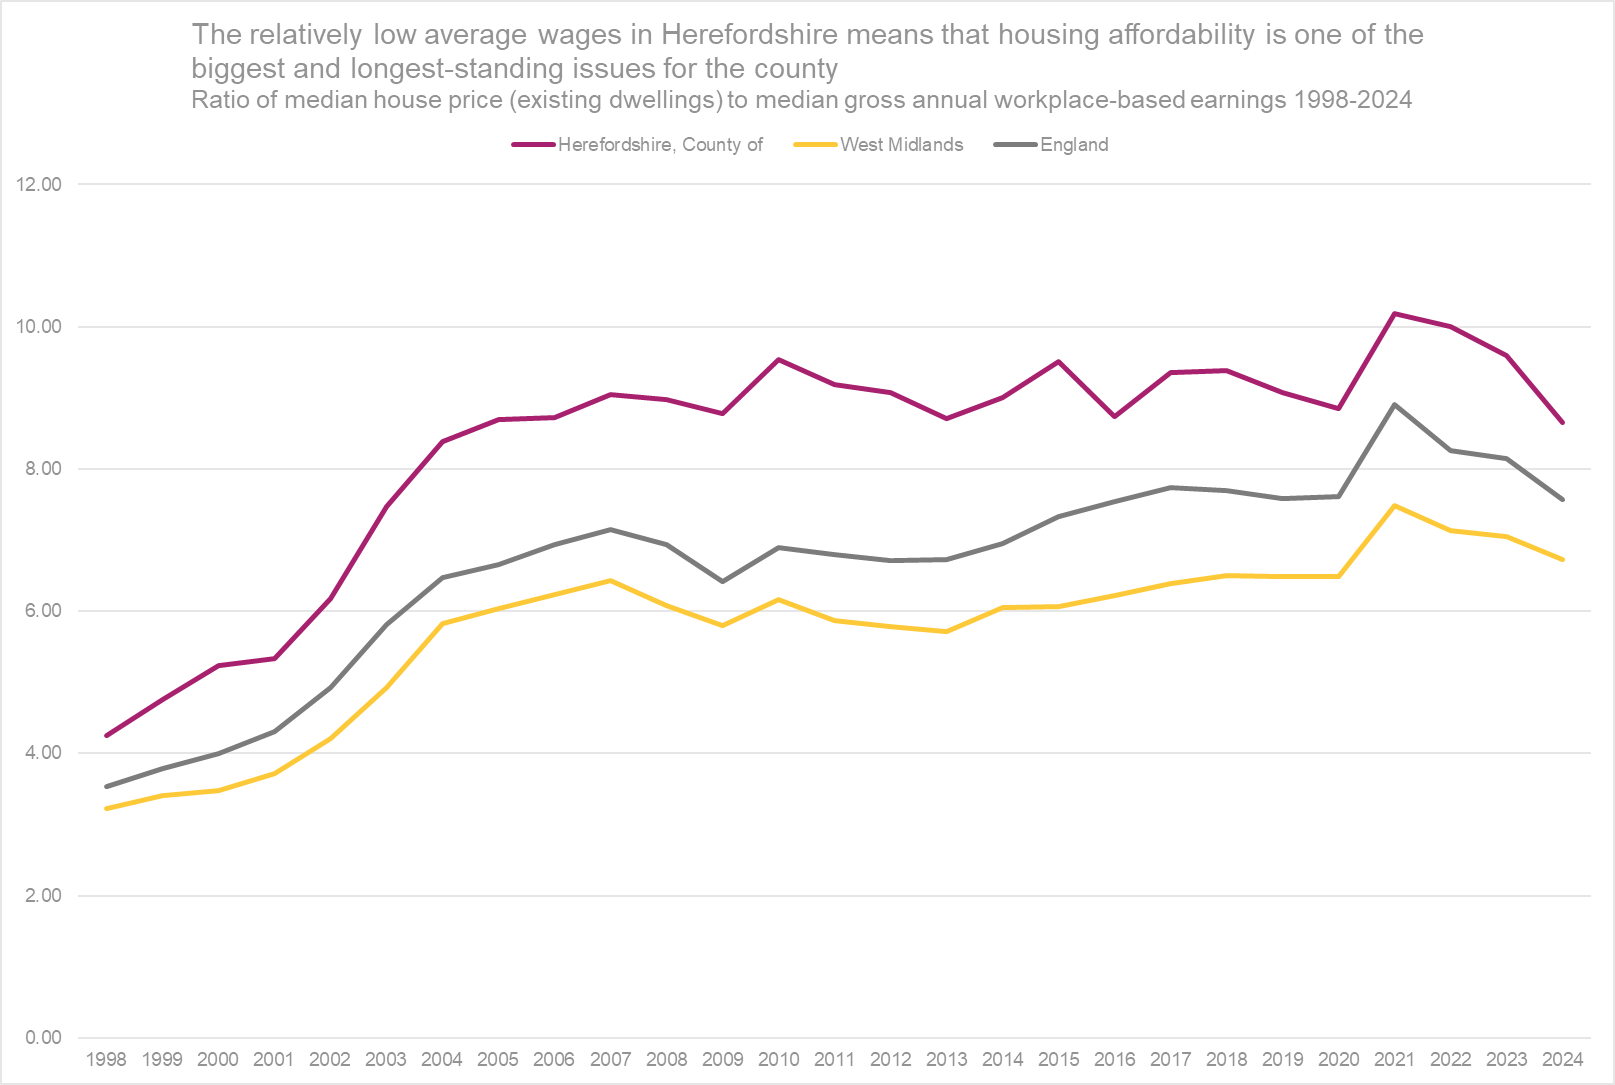 The relatively low average wages in Herefordshire means that housing affordability is one of the
biggest and longest-standing issues for the county
Ratio of median house price (existing dwellings) to median gross annual workplace-based earnings 1998-2024
Herefordshire, County of West Midlands England
12.00
10.00
8.00
6.00
4.00
2.00
0.00
1998 1999 2000 2001 2002 2003 2004 2005 2006 2007 2008 2009 2010 2011 2012 2013 2014 2015 2016 2017 2018 2019 2020 2021 2022 2023 2024